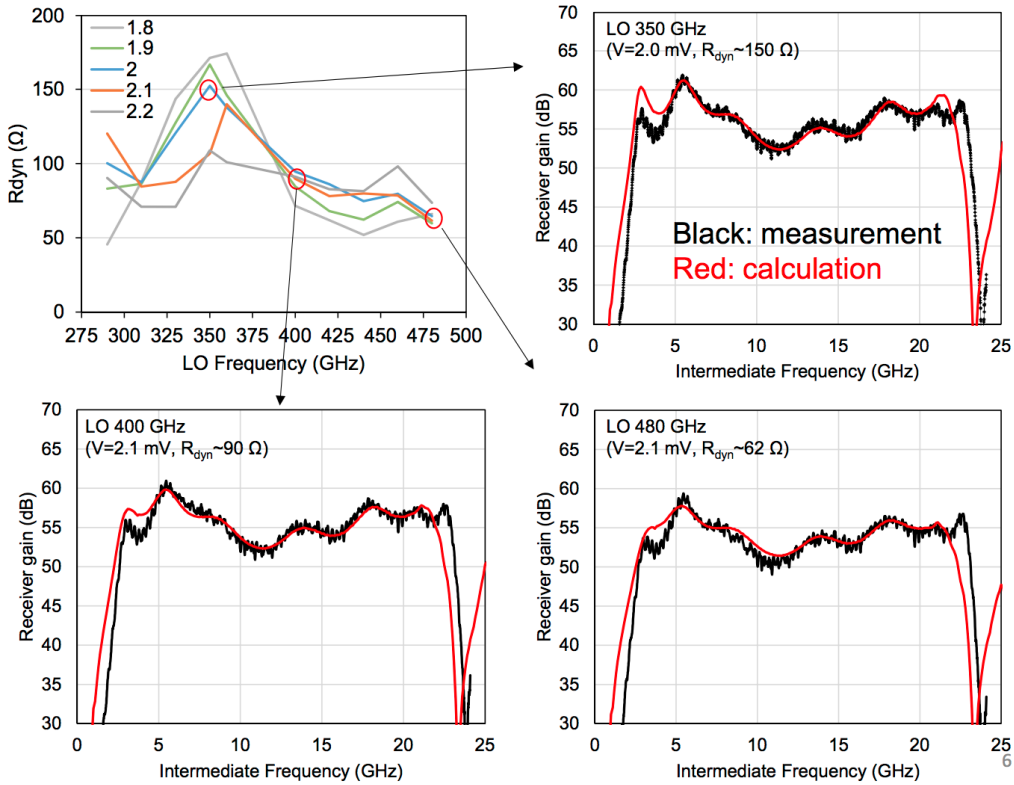 200
150
100
50
0
Rdyn (Ω)
1.8
1.9
2
2.1
2.2
275 300 325 350 375 400 425 450 475 500
LO Frequency (GHz)
70
65
60
55
50
45
40
35
30
Receiver gain (dB)
LO 350 GHz
(V=2.0 mV, Rdyn~150 Ω)
Black: measurement
Red: calculation
0 5 10 15 20 25
Intermediate Frequency (GHz)
70
65
60
55
50
45
40
35
30
Receiver gain (dB)
LO 400 GHz
(V=2.1 mV, Rdyn~90 Ω)
0 5 10 15 20 25
Intermediate Frequency (GHz)
70
65
60
55
50
45
40
35
30
Receiver gain (dB)
LO 480 GHz
(V=2.1 mV, Rdyn~62 Ω)
0 5 10 15 20 25
Intermediate Frequency (GHz)
6